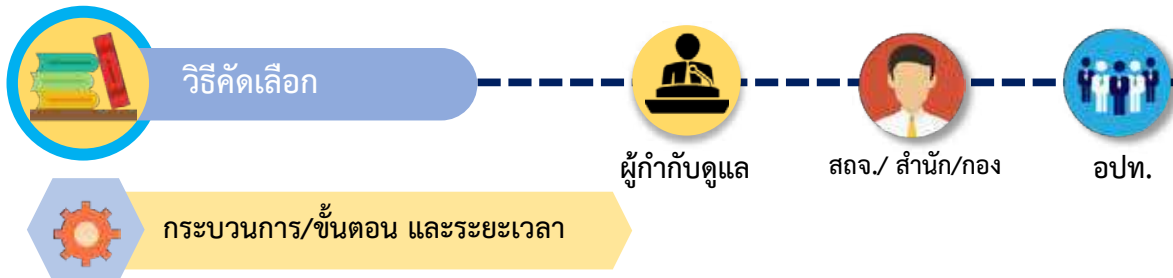 วิธีคัดเลือก
ผู้กำกับดูแล
สถจ./ สำนัก/กอง
อปท.
กระบวนการ/ขั้นตอน และระยะเวลา